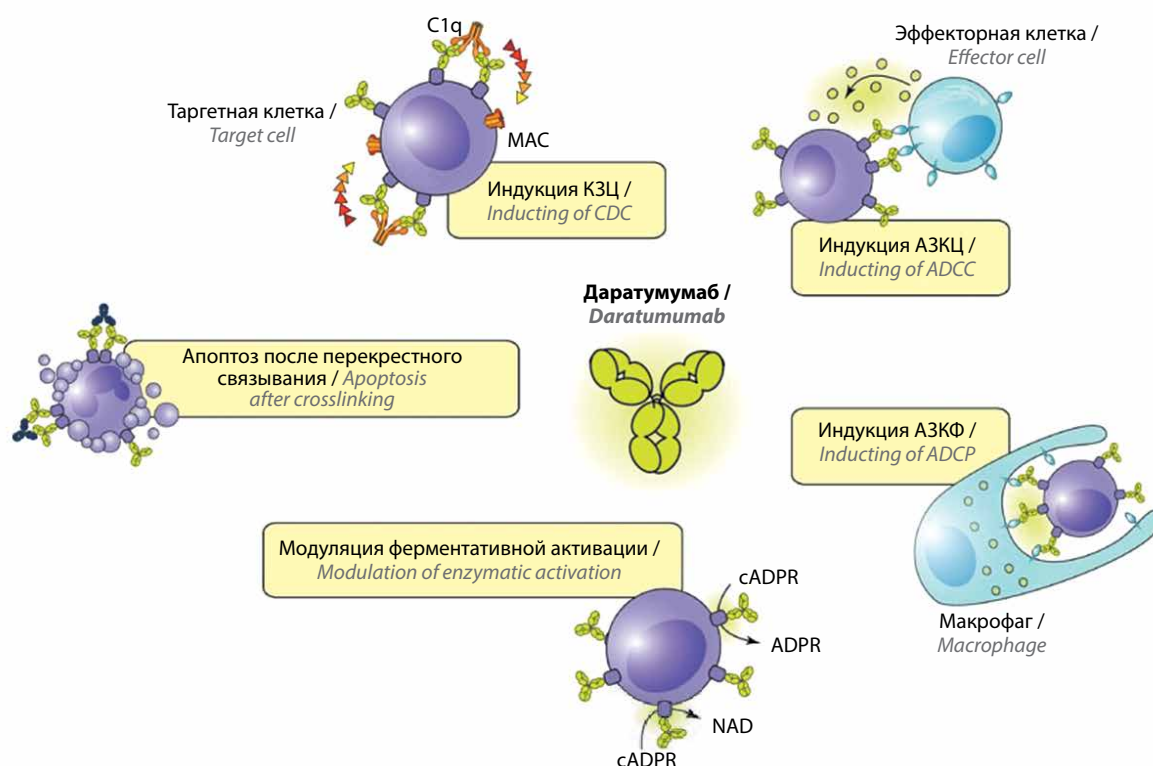 C1q
Эффекторная клетка /
Effector cell
Таргетная клетка /
Target cell
MAC
Индукция КЗЦ /
Inducting of CDC
Индукция АЗКЦ /
Inducting of ADCC
Даратумумаб /
Daratumumab
Апоптоз после перекрестного
связывания / Apoptosis
after crosslinking
Индукция АЗКФ /
Inducting of ADCP
Модуляция ферментативной активации /
Modulation of enzymatic activation
cADPR
ADPR
Макрофаг /
Macrophage
NAD
cADPR